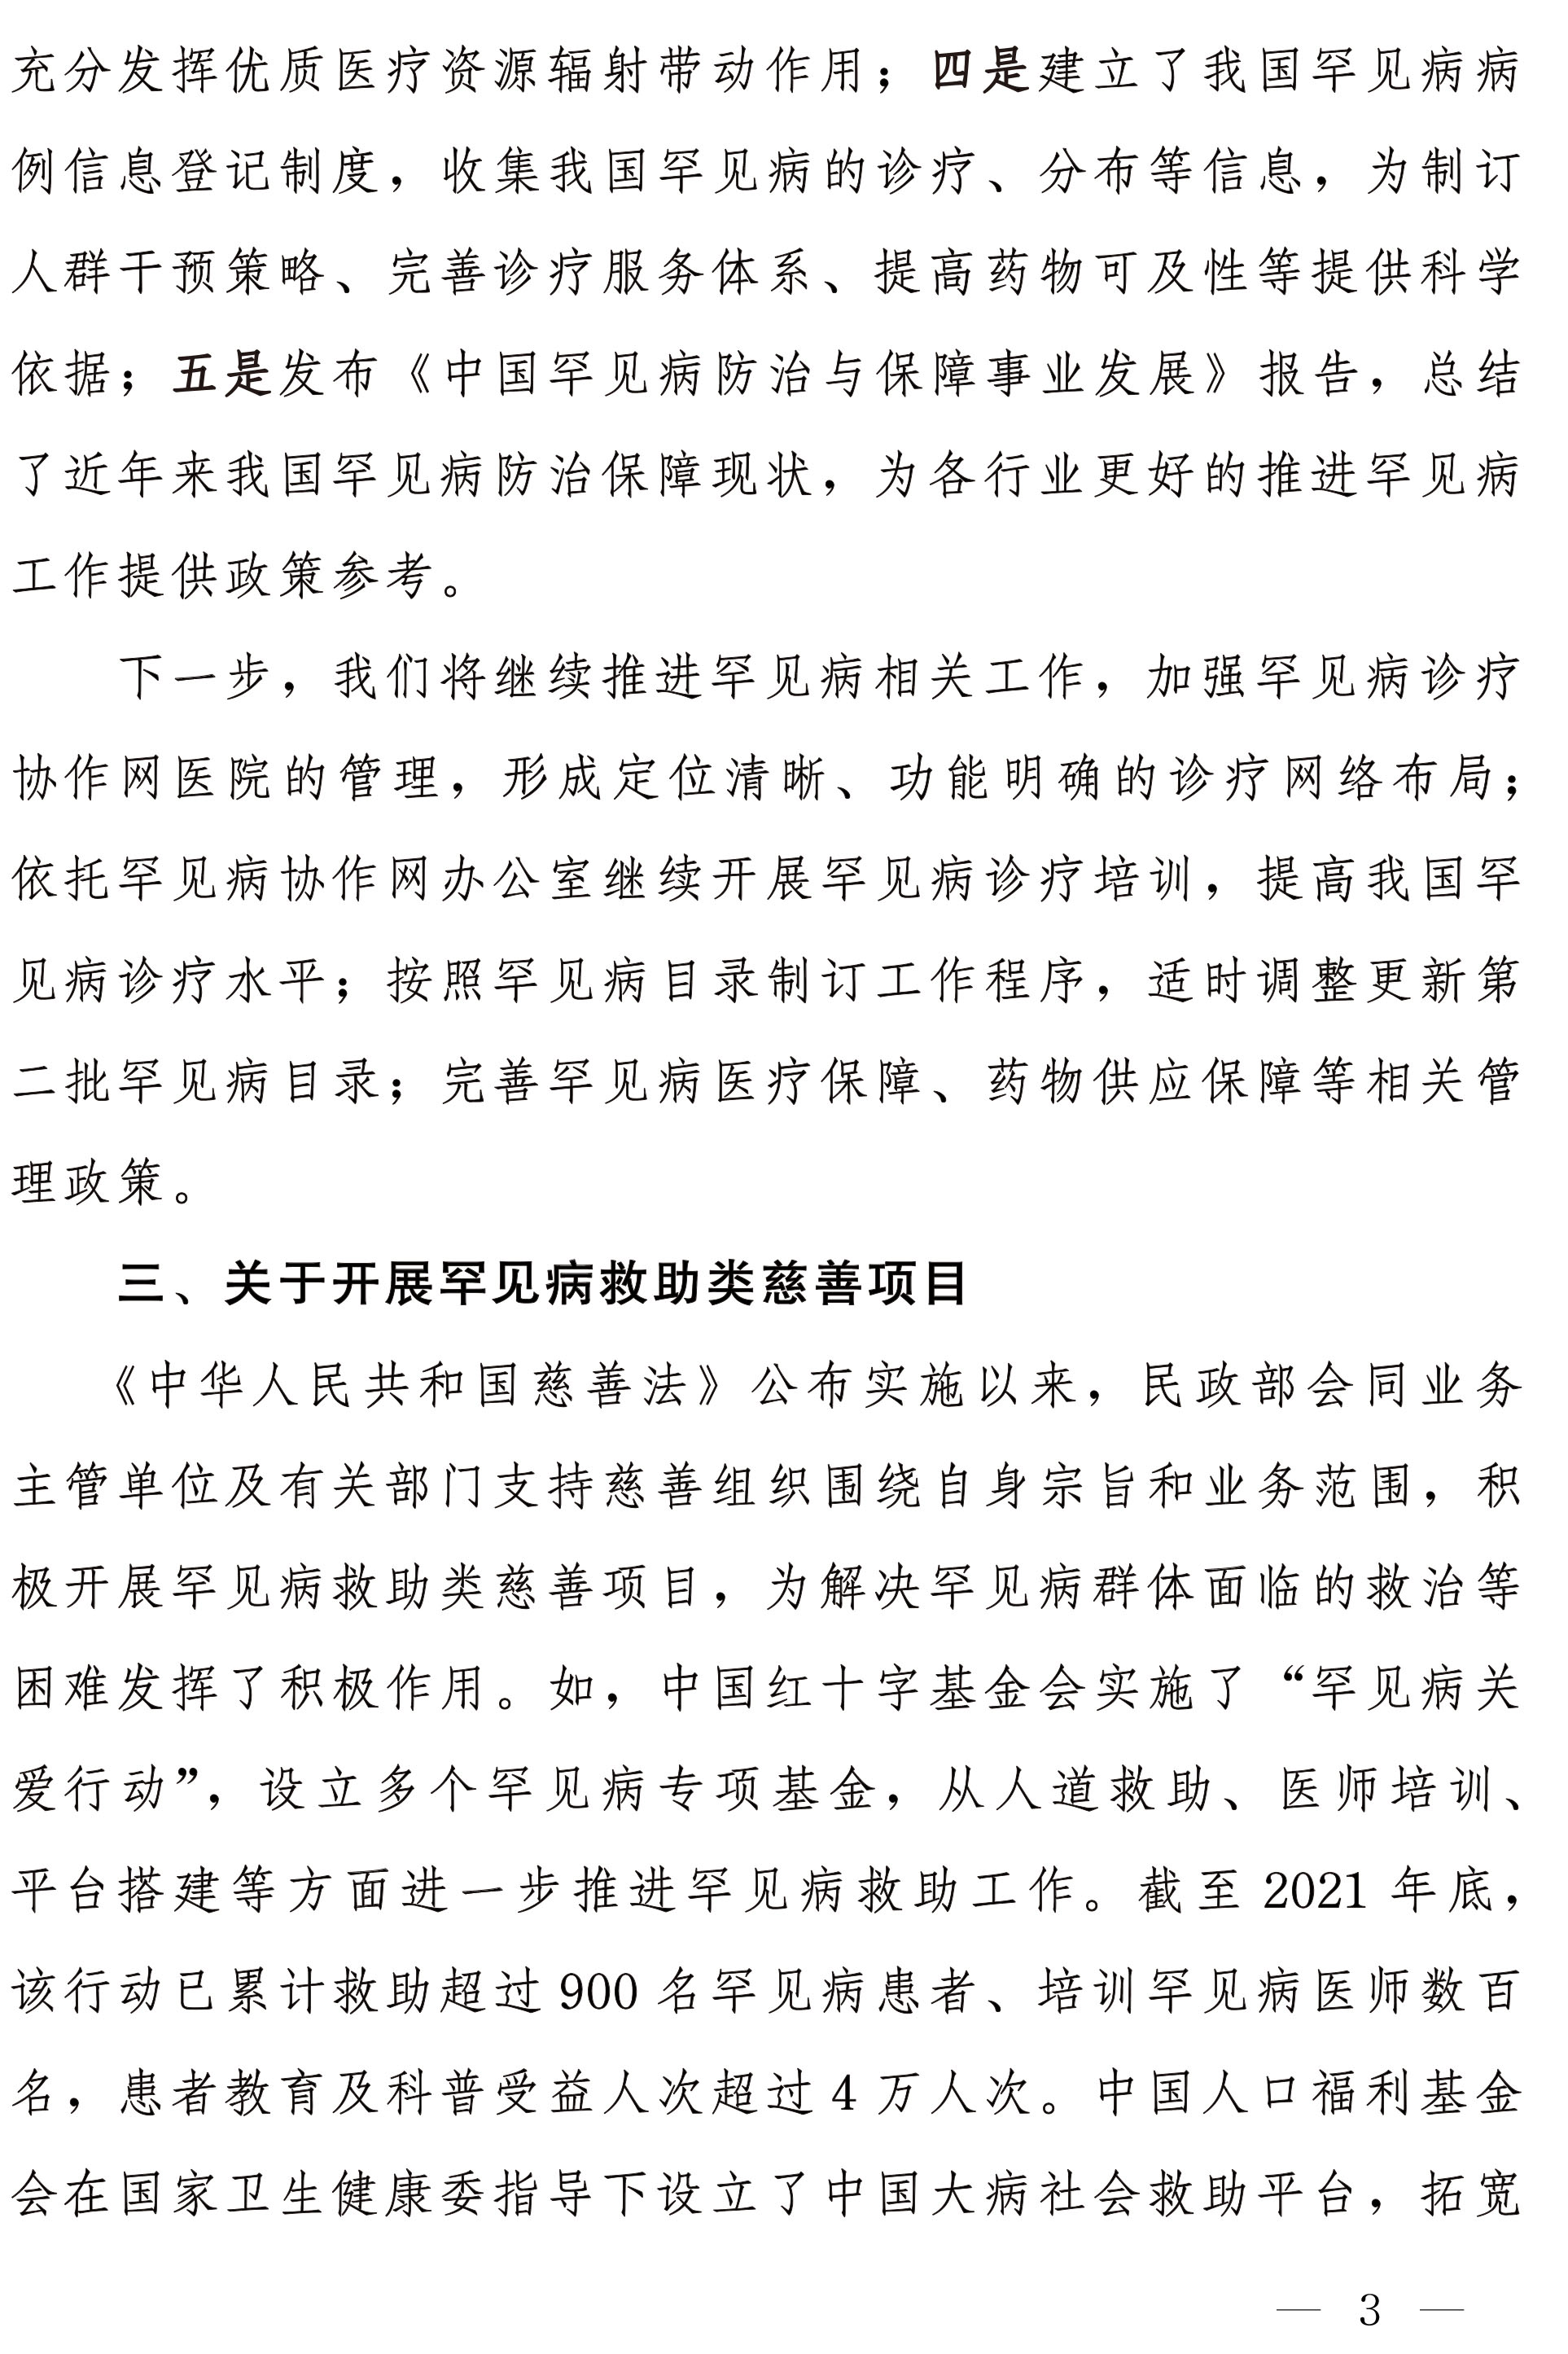 充分发挥优质医疗资源辐射带动作用；四是建立了我国罕见病病
例信息登记制度，收集我国罕见病的诊疗、分布等信息，为制订
人群干预策略、完善诊疗服务体系、提高药物可及性等提供科学
依据；五是发布《中国罕见病防治与保障事业发展》报告，总结
了近年来我国罕见病防治保障现状，为各行业更好的推进罕见病
工作提供政策参考。
下一步，我们将继续推进罕见病相关工作，加强罕见病诊疗
协作网医院的管理，形成定位清晰、功能明确的诊疗网络布局；
依托罕见病协作网办公室继续开展罕见病诊疗培训，提高我国罕
见病诊疗水平；按照罕见病目录制订工作程序，适时调整更新第
二批罕见病目录；完善罕见病医疗保障、药物供应保障等相关管
理政策。
三、关于开展罕见病救助类慈善项目
《中华人民共和国慈善法》公布实施以来，民政部会同业务
主管单位及有关部门支持慈善组织围绕自身宗旨和业务范围，积
极开展罕见病救助类慈善项目，为解决罕见病群体面临的救治等
困难发挥了积极作用。如，中国红十字基金会实施了“罕见病关
爱行动”，设立多个罕见病专项基金，从人道救助、医师培训、
平台搭建等方面进一步推进罕见病救助工作。截至 2021 年底，
该行动已累计救助超过 900 名罕见病患者、培训罕见病医师数百
名，患者教育及科普受益人次超过 4 万人次。中国人口福利基金
会在国家卫生健康委指导下设立了中国大病社会救助平台，拓宽
— 3 —